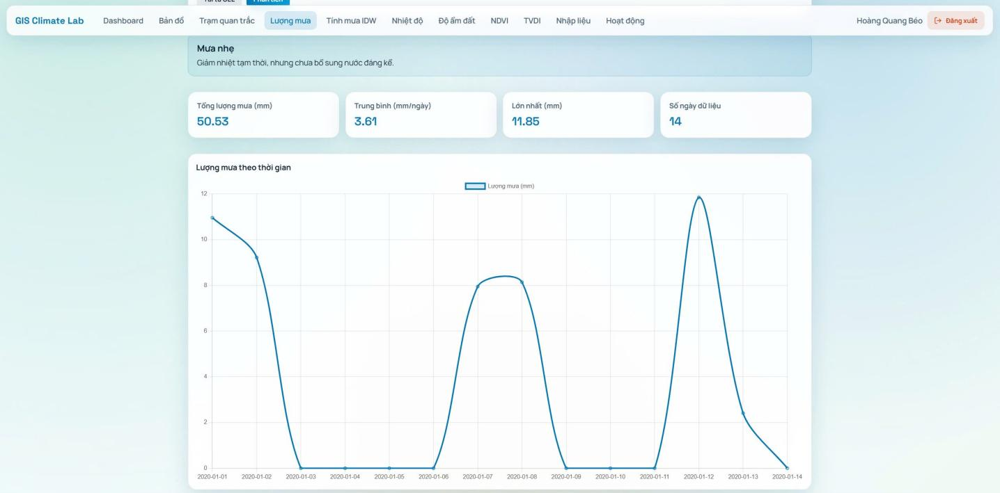 Tải từ GEE Phân tích
GIS Climate Lab Dashboard Bản đồ Trạm quan trắc Lượng mưa Tính mưa IDW Nhiệt độ Độ ẩm đất NDVI TVDI Nhập liệu Hoạt động Hoàng Quang Béo Đăng xuất
Mưa nhẹ
Giảm nhiệt tạm thời, nhưng chưa bổ sung nước đáng kể.
Tổng lượng mưa (mm) Trung bình (mm/ngày) Lớn nhất (mm) Số ngày dữ liệu
50.53 3.61 11.85 14
Lượng mưa theo thời gian
Lượng mưa (mm)
12
10
8
6
4
2
0
2020-01-01 2020-01-02 2020-01-03 2020-01-04 2020-01-05 2020-01-06 2020-01-07 2020-01-08 2020-01-09 2020-01-10 2020-01-11 2020-01-12 2020-01-13 2020-01-14